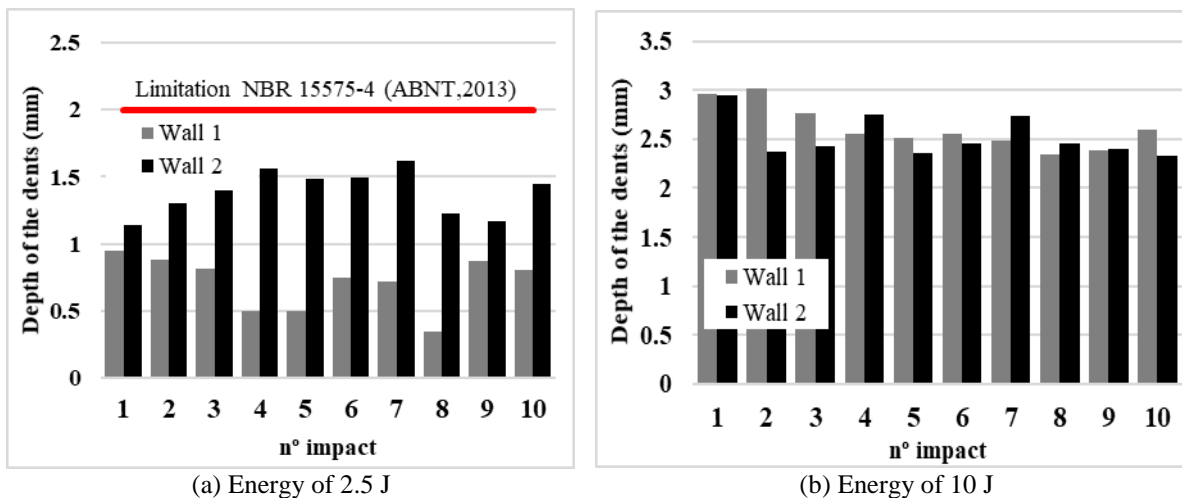 2.5
2
1.5
1
0.5
0
Depth of the dents (mm)
Limitation NBR 15575-4 (ABNT,2013)
Wall 1
Wall 2
1 2 3 4 5 6 7 8 9 10
nº impact
(a) Energy of 2.5 J
3.5
3
2.5
2
1.5
1
0.5
0
Depth of the dents (mm)
Wall 1
Wall 2
1 2 3 4 5 6 7 8 9 10
nº impact
(b) Energy of 10 J